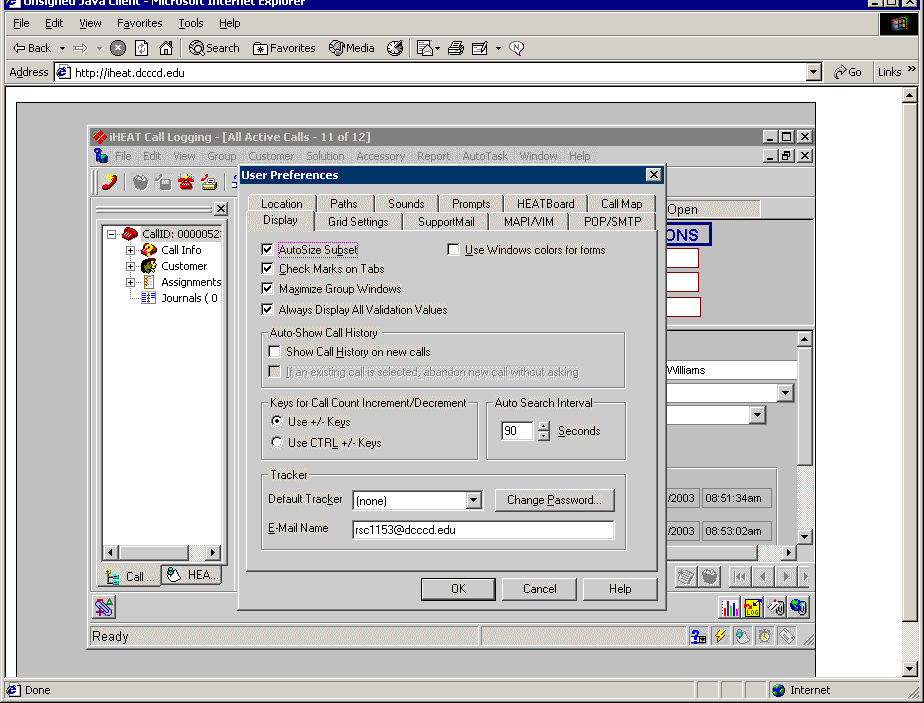 Unsigned Java Client - Microsoft Internet Explorer
File Edit View Favorites Tools Help
Back Search Favorites Media
Address http://iheat.dcccd.edu Go Links »
iHEAT Call Logging - [All Active Calls - 11 of 12]
File Edit View Group Customer Solution Accessory Report AutoTask Window Help
User Preferences
Location Paths Sounds Prompts HEATBoard Call Map
Display Grid Settings SupportMail MAPI/VIM POP/SMTP
Open
ONS
CallID: 0000052
Call Info
Customer
Assignments
Journals ( 0
AutoSize Subset
Use Windows colors for forms
Check Marks on Tabs
Maximize Group Windows
Always Display All Validation Values
Auto-Show Call History
Show Call History on new calls
If an existing call is selected, abandon new call without asking
Williams
Keys for Call Count Increment/Decrement
Use +/- Keys
Use CTRL +/- Keys
Auto Search Interval
90 Seconds
Tracker
Default Tracker (none) Change Password...
E-Mail Name rsc1153@dcccd.edu
/2003 08:51:34am
/2003 08:53:02am
Call ... HEA...
OK Cancel Help
LOG
Ready
Done Internet